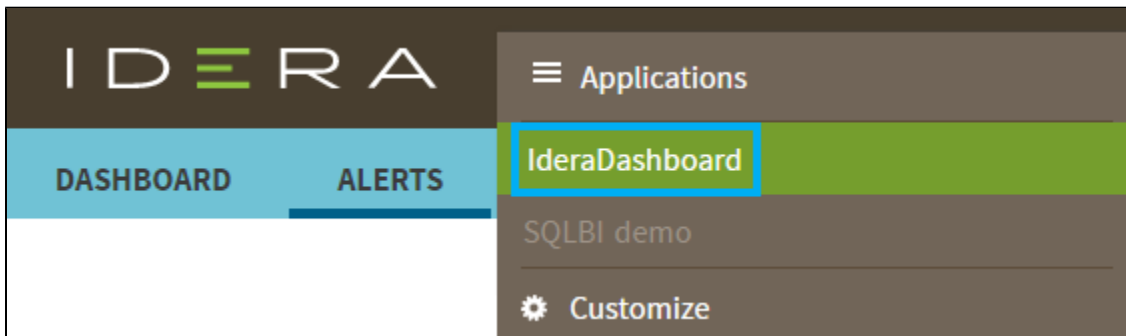 IDERA
Applications
DASHBOARD
ALERTS
IderaDashboard
SQLBI demo
Customize